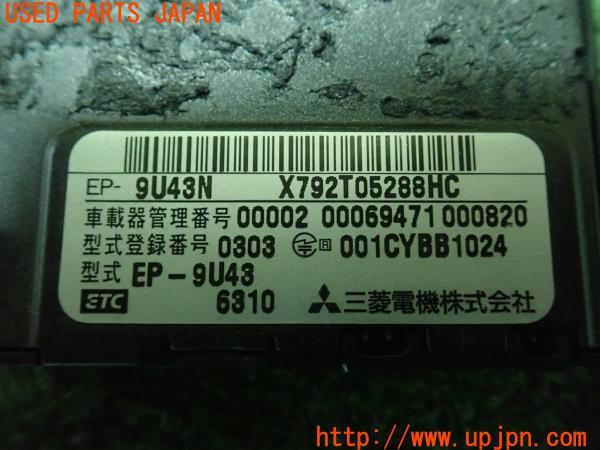 USED PARTS JAPAN
EP- 9U43N X792T05288HC
車載器管理番号 00002 00069471 000820
型式登録番号 0303 001CYBB1024
型式 EP-9U43
ETC 6310 三菱電機株式会社
http://www.upjpn.com